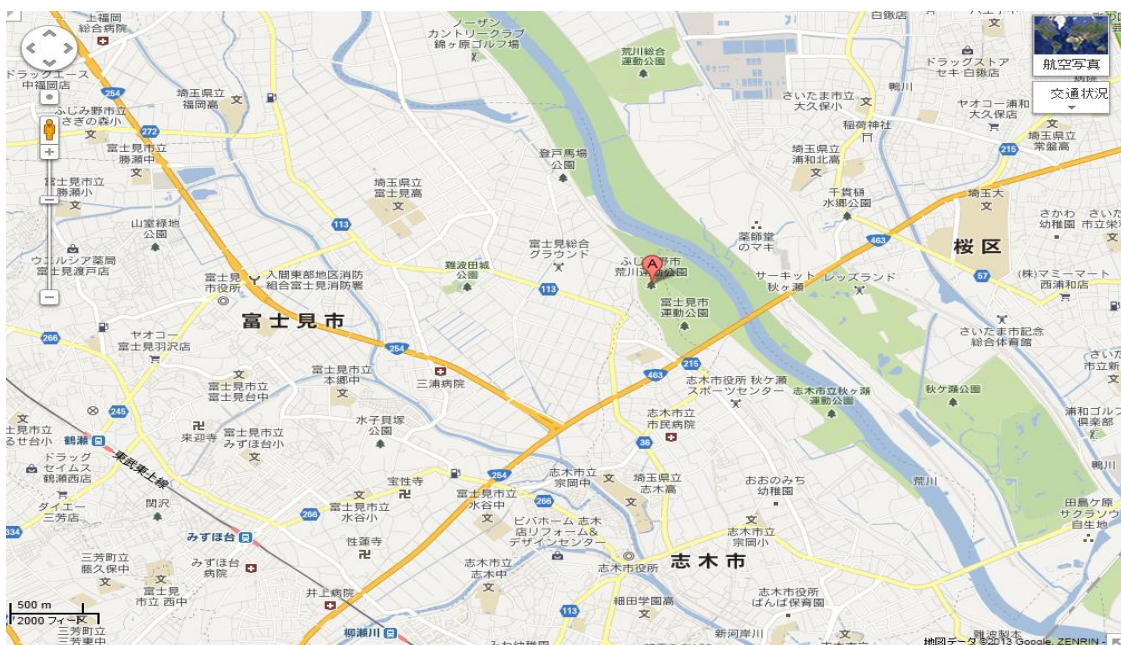 上福岡
総合病院
ドラッグエース
中福岡店
254
埼玉県立
福岡高
ふじみ野市立
さぎの森小
272
富士見市立
勝瀬中
富士見市立
勝瀬小
山室緑地
公園
ウエルシア薬局
富士見渡戸店
ノーザン
カントリークラブ
錦ヶ原ゴルフ場
荒川総合
運動公園
登戸馬場
公園
埼玉県立
富士見高
113
富士見総合
グラウンド
難波田城
公園
113
富士見
市役所
入間東部地区消防
組合富士見消防署
富士見市
ヤオコー
富士見羽沢店
266
254
三浦病院
富士見市立
本郷中
富士見市立
富士見台中
水子貝塚
公園
245
来迎寺
富士見市立
みずほ台小
鶴瀬
東武東上線
ドラッグ
セイムス
鶴瀬西店
ダイエー
三芳店
関沢
公園
334
みずほ台
みずほ台
病院
三芳町立
藤久保中
富士見
市立 西中
500 m
2000 フィート
三芳町立
三芳東中
266
富士見市立
水谷小
宝性寺
性蓮寺
井上病院
柳瀬川
254
富士見市立
水谷中
266
志木市立
宗岡中
埼玉県立
志木高
ビバホーム 志木
店リフォーム&
デザインセンター
志木市立
志木中
志木市役所
志木市
113
細田学園高
新河岸川
志木市立
宗岡小
志木市役所
ばんば保育園
おおのみち
幼稚園
36
志木市立
市民病院
463
215
志木市役所 秋ケ瀬
スポーツセンター
A
ふじみ野市
荒川運動公園
富士見市
運動公園
薬師堂
のマキ
サーキット
秋ヶ瀬
レッズランド
463
57
志木市立秋ヶ瀬
運動公園
秋ケ瀬公園
荒川
さいたま市記念
総合体育館
(株)マミーマート
西浦和店
桜区
埼玉大
さかわ
幼稚園
千貫樋
水郷公園
埼玉県立
浦和北高
稲荷神社
さいたま市立
大久保小
白鍬店
ドラッグストア
セキ・白鍬店
鴨川
ヤオコー浦和
大久保店
215
埼玉県立
常盤高
航空写真
交通状況
浦和ゴルフ
倶楽部
鴨川
田島ケ原
サクラソウ
自生地
難波製本
地図データ ©2013 Google, ZENRIN -